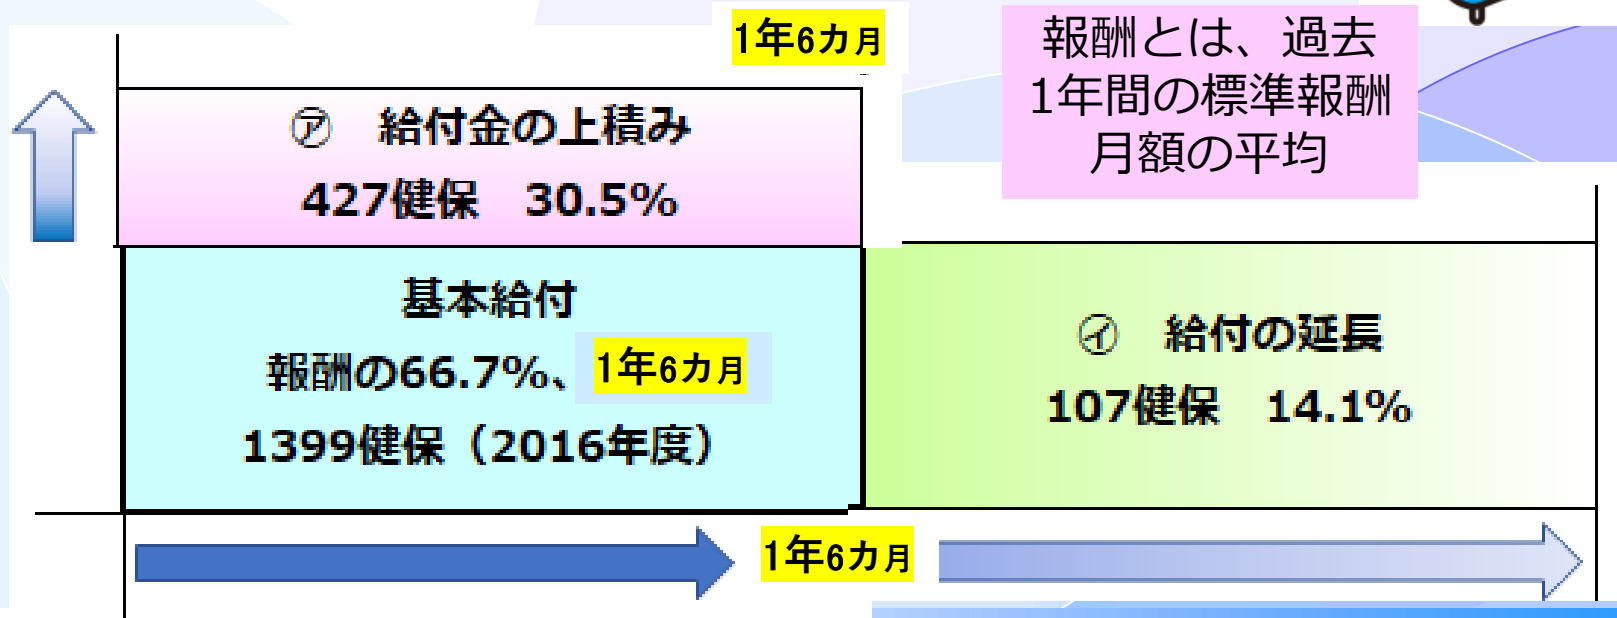 1年6カ月
報酬とは、過去
1年間の標準報酬
月額の平均
㋐　給付金の上積み
427健保　30.5%
基本給付
報酬の66.7%、1年6カ月
1399健保（2016年度）
㋑　給付の延長
107健保　14.1%
1年6カ月